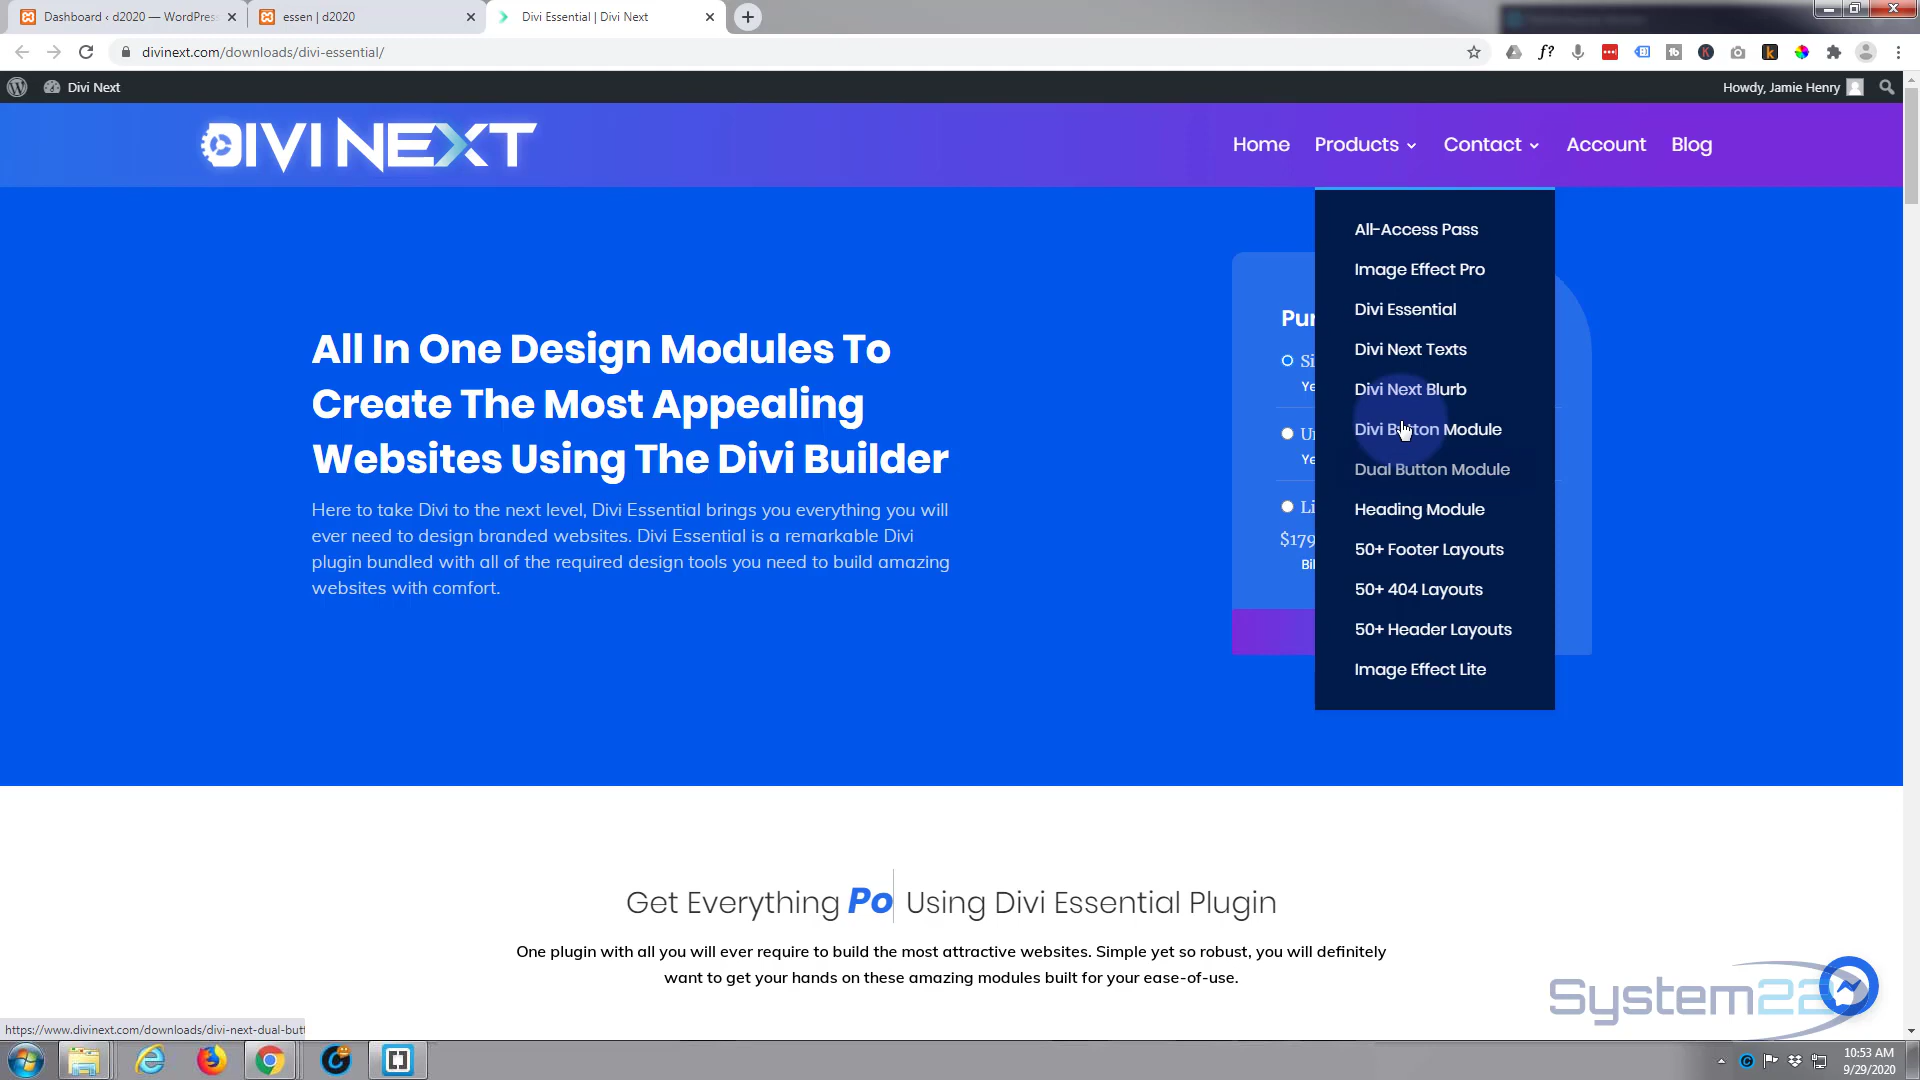 Dashboard ‹ d2020 — WordPres
essen | d2020
Divi Essential | Divi Next
divinext.com/downloads/divi-essential/
Divi Next
Howdy, Jamie Henry
DIVI NEXT
Home
Products
Contact
Account
Blog
All-Access Pass
Image Effect Pro
Divi Essential
Divi Next Texts
Divi Next Blurb
Divi Button Module
Dual Button Module
Heading Module
50+ Footer Layouts
50+ 404 Layouts
50+ Header Layouts
Image Effect Lite
Pur
Si
Ye
Un
Ye
Li
$179
Bil
All In One Design Modules To
Create The Most Appealing
Websites Using The Divi Builder
Here to take Divi to the next level, Divi Essential brings you everything you will
ever need to design branded websites. Divi Essential is a remarkable Divi
plugin bundled with all of the required design tools you need to build amazing
websites with comfort.
Get Everything Po Using Divi Essential Plugin
One plugin with all you will ever require to build the most attractive websites. Simple yet so robust, you will definitely
want to get your hands on these amazing modules built for your ease-of-use.
System22
https://www.divinext.com/downloads/divi-next-dual-butt
10:53 AM
9/29/2020